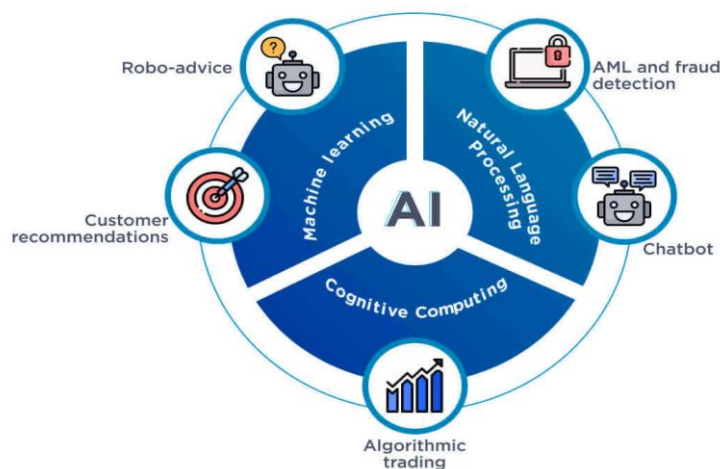 ?
Robo-advice
AML and fraud
detection
Machine learning
Natural Language
Processing
AI
Customer
recommendations
Chatbot
Cognitive Computing
Algorithmic
trading